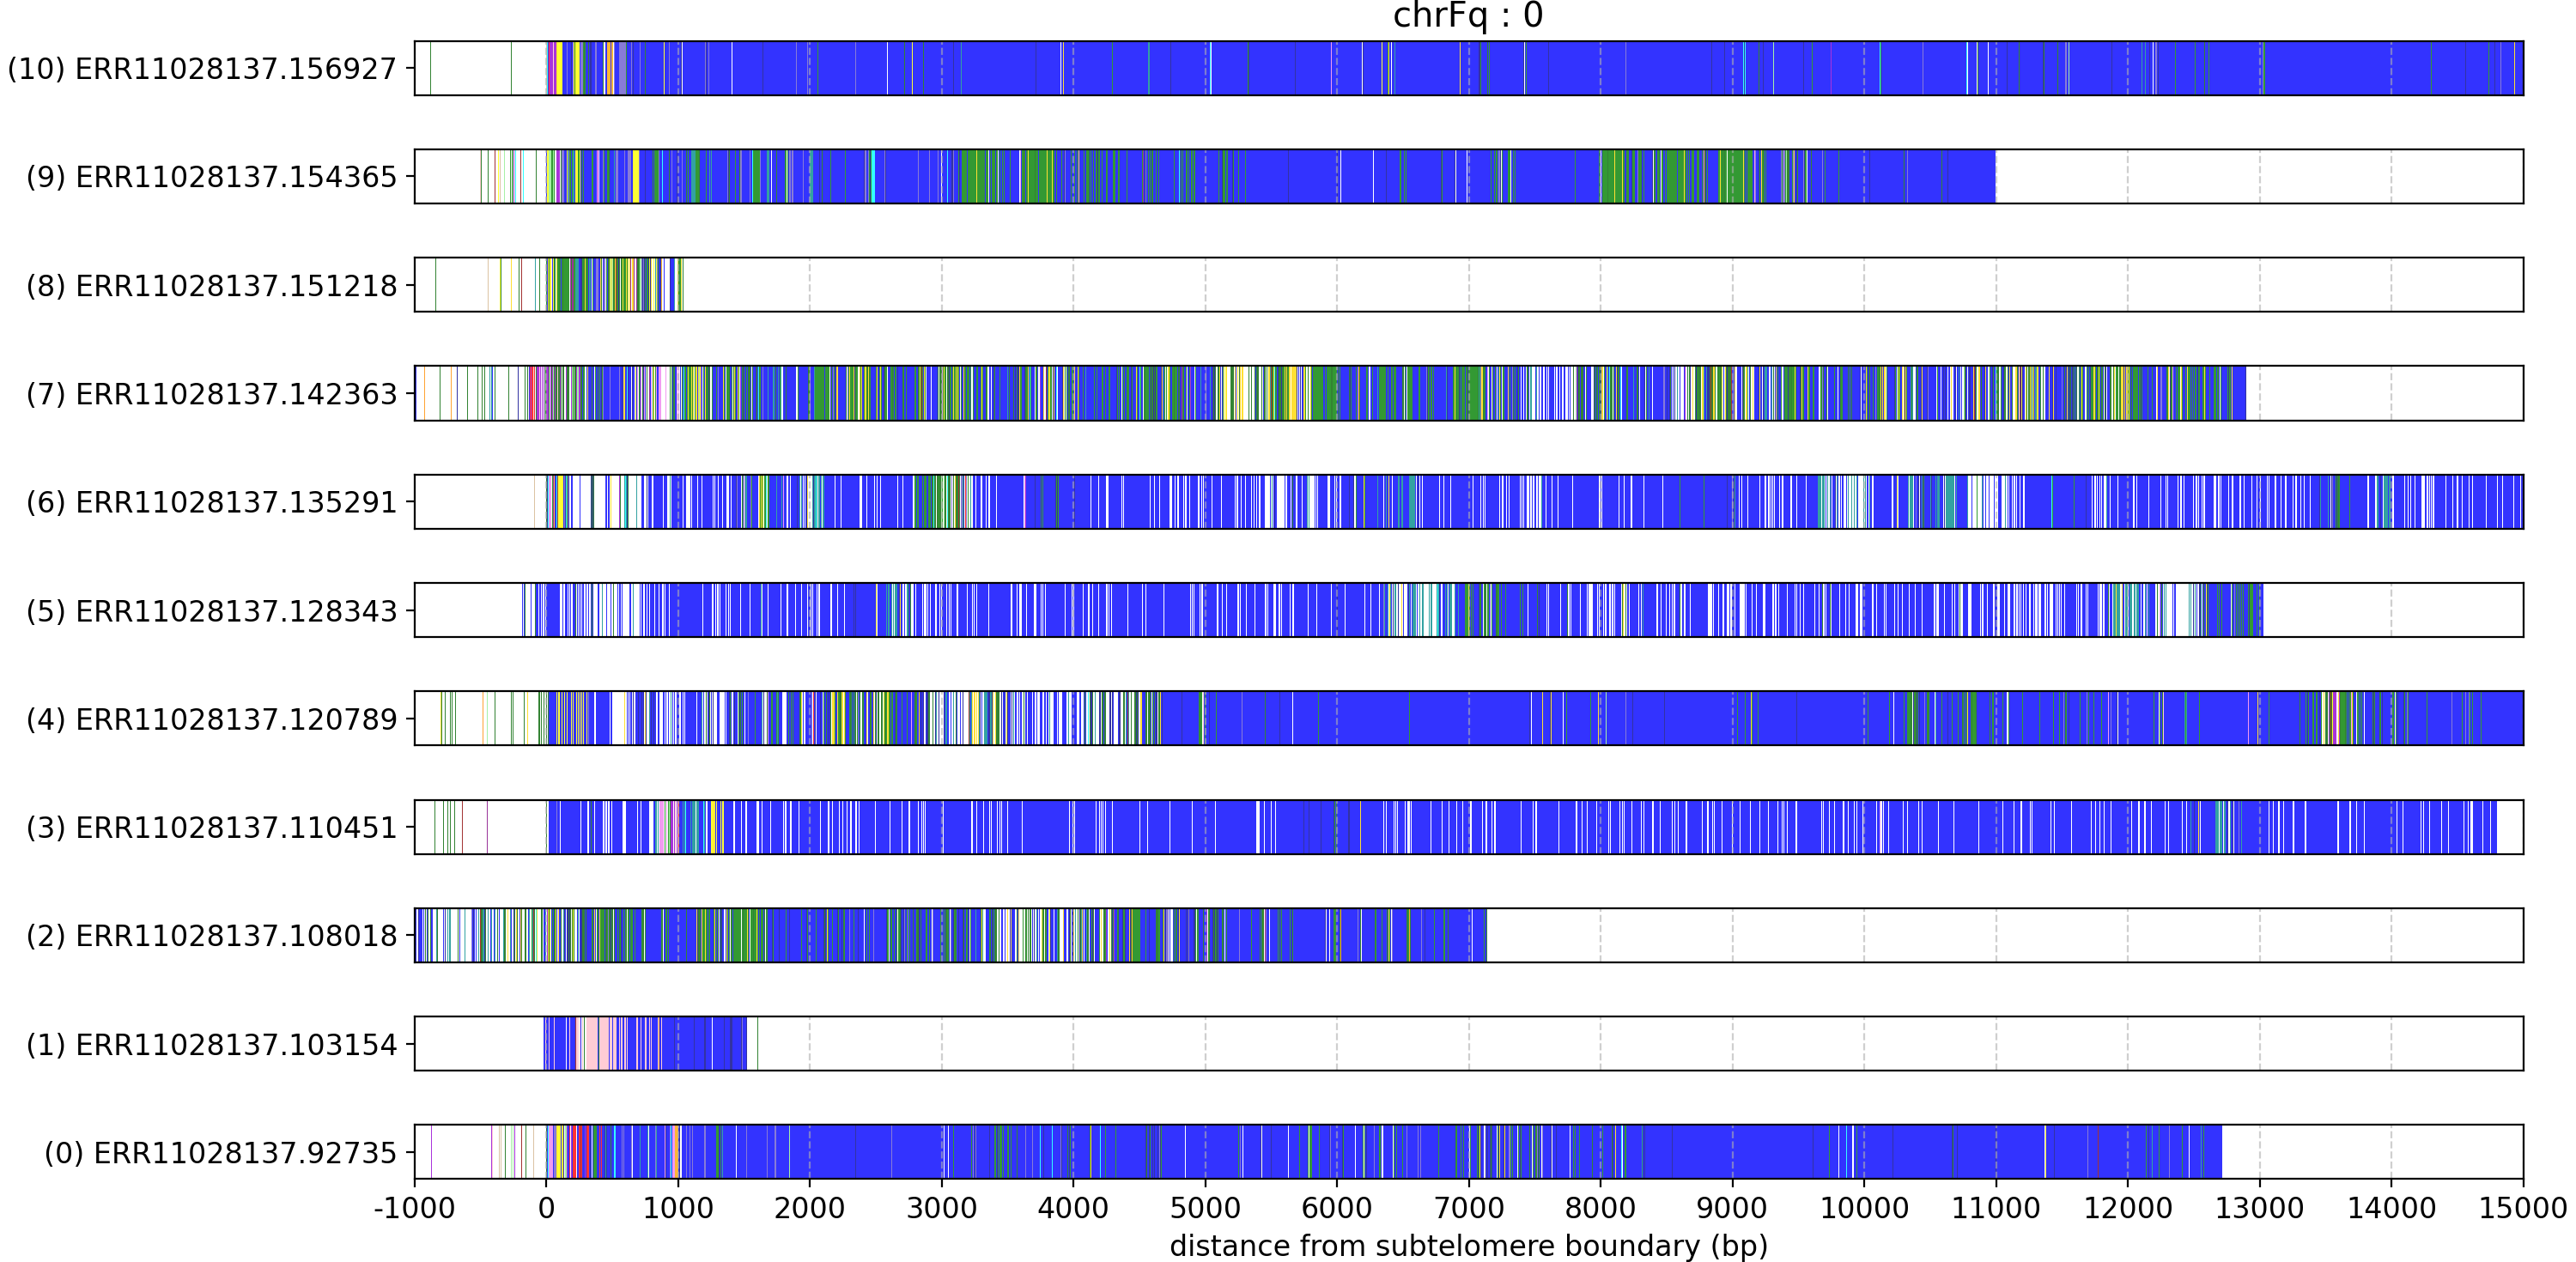 chrFq : 0
(10) ERR11028137.156927
(9) ERR11028137.154365
(8) ERR11028137.151218
(7) ERR11028137.142363
(6) ERR11028137.135291
(5) ERR11028137.128343
(4) ERR11028137.120789
(3) ERR11028137.110451
(2) ERR11028137.108018
(1) ERR11028137.103154
(0) ERR11028137.92735
-1000 0 1000 2000 3000 4000 5000 6000 7000 8000 9000 10000 11000 12000 13000 14000 15000
distance from subtelomere boundary (bp)